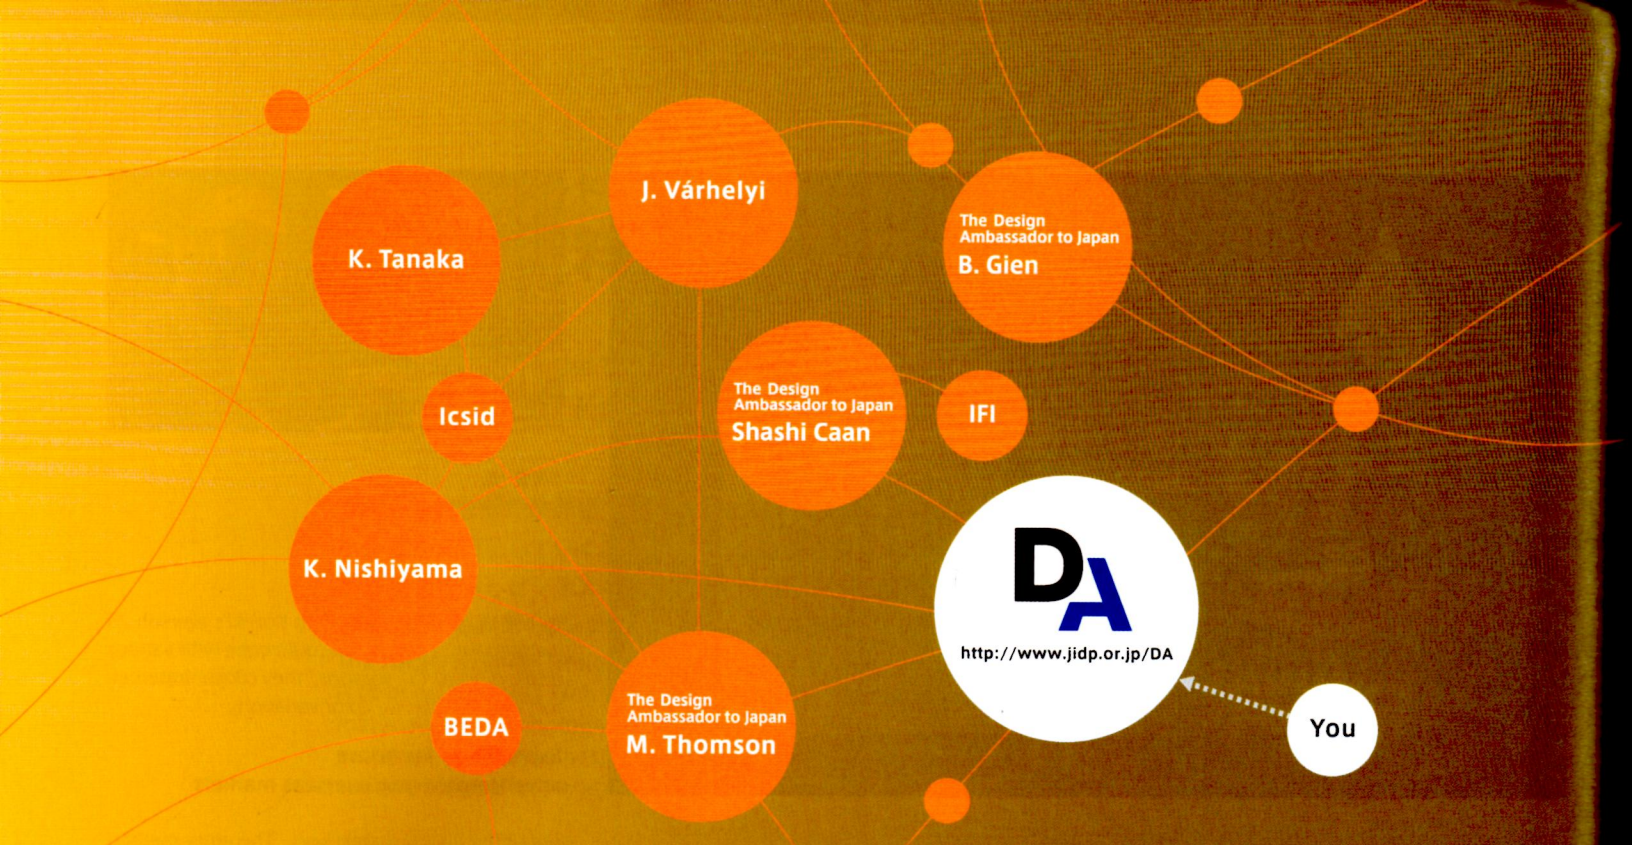 J. Várhelyi
K. Tanaka
The Design
Ambassador to Japan
B. Gien
Icsid
The Design
Ambassador to Japan
Shashi Caan
IFI
K. Nishiyama
DA
http://www.jidp.or.jp/DA
BEDA
The Design
Ambassador to Japan
M. Thomson
You